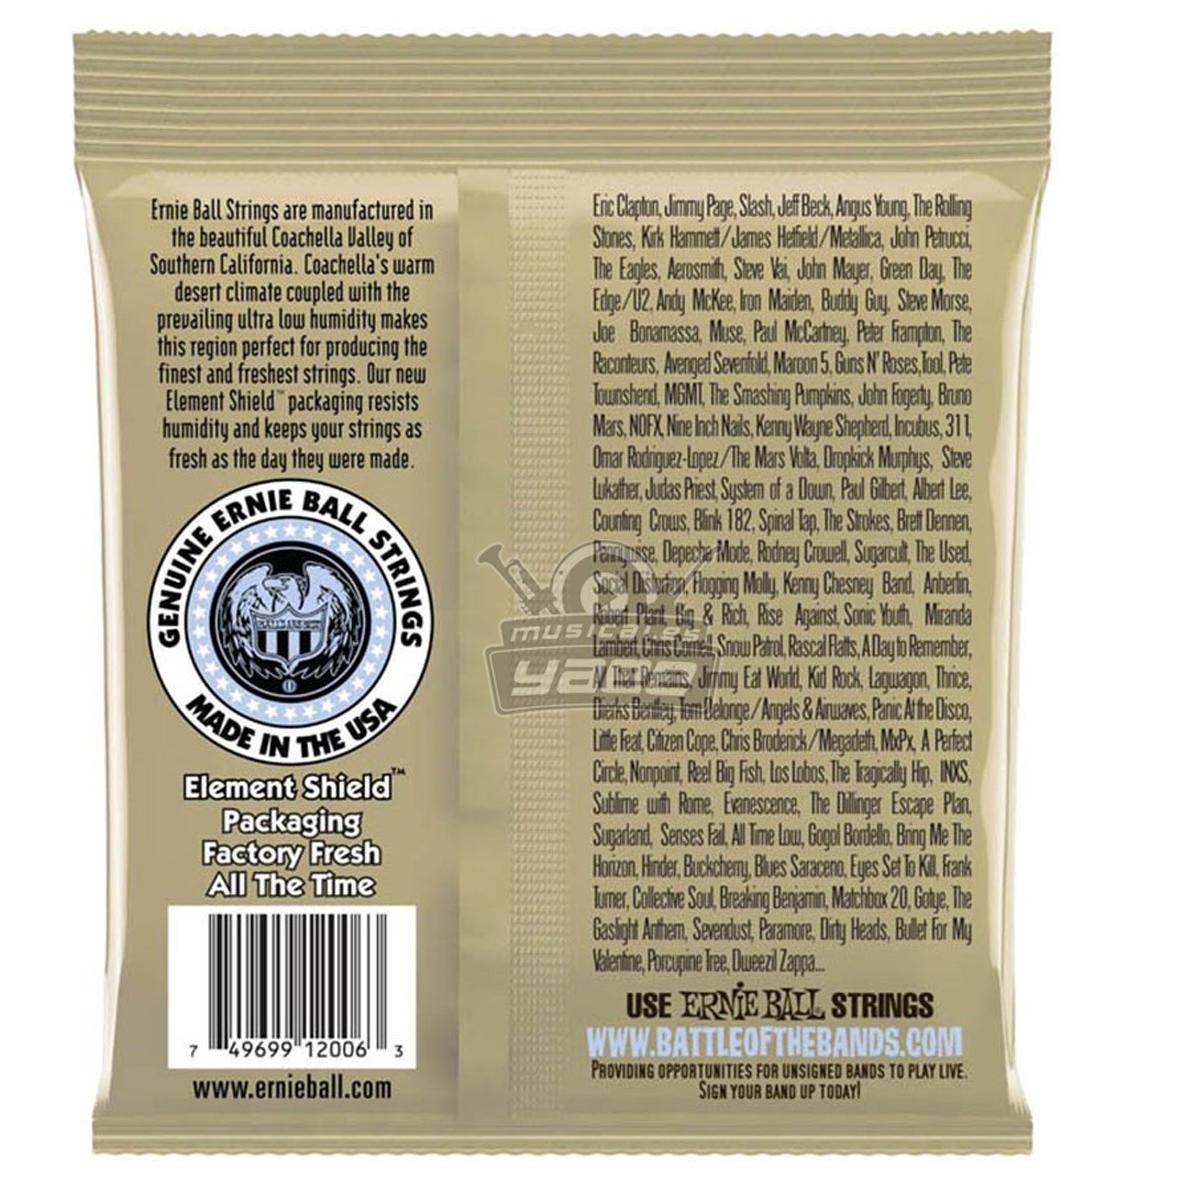 Ernie Ball Strings are manufactured in
the beautiful Coachella Valley of
Southern California. Coachella's warm
desert climate coupled with the
prevailing ultra low humidity makes
this region perfect for producing the
finest and freshest strings. Our new
Element Shield™ packaging resists
humidity and keeps your strings as
fresh as the day they were made.
GENUINE ERNIE BALL STRINGS
MADE IN THE USA
Element Shield™
Packaging
Factory Fresh
All The Time
7 49699 12006 3
www.ernieball.com
Eric Clapton, Jimmy Page, Slash, Jeff Beck, Angus Young, The Rolling
Stones, Kirk Hammett/James Hetfield/Metallica, John Petrucci,
The Eagles, Aerosmith, Steve Vai, John Mayer, Green Day, The
Edge/U2, Andy McKee, Iron Maiden, Buddy Guy, Steve Morse,
Joe Bonamassa, Muse, Paul McCartney, Peter Frampton, The
Raconteurs, Avenged Sevenfold, Maroon 5, Guns N' Roses,Tool, Pete
Townshend, MGMT, The Smashing Pumpkins, John Fogerty, Bruno
Mars, NOFX, Nine Inch Nails, Kenny Wayne Shepherd, Incubus, 311,
Omar Rodriguez-Lopez/The Mars Volta, Dropkick Murphys, Steve
Lukather, Judas Priest, System of a Down, Paul Gilbert, Albert Lee,
Counting Crows, Blink 182, Spinal Tap, The Strokes, Brett Dennen,
Pennywise, Depeche Mode, Rodney Crowell, Sugarcult, The Used,
Social Distortion, Flogging Molly, Kenny Chesney Band, Anberlin,
Robert Plant, Big & Rich, Rise Against, Sonic Youth, Miranda
Lambert, Chris Cornell, Snow Patrol, Rascal Flatts, A Day to Remember,
All That Remains, Jimmy Eat World, Kid Rock, Lagwagon, Thrice,
Dierks Bentley, Tom Delonge/Angels & Airwaves, Panic At the Disco,
Little Feat, Citizen Cope, Chris Broderick/Megadeth, MxPx, A Perfect
Circle, Nonpoint, Reel Big Fish, Los Lobos, The Tragically Hip, INXS,
Sublime with Rome, Evanescence, The Dillinger Escape Plan,
Sugarland, Senses Fail, All Time Low, Gogol Bordello, Bring Me The
Horizon, Hinder, Buckcherry, Blues Saraceno, Eyes Set To Kill, Frank
Turner, Collective Soul, Breaking Benjamin, Matchbox 20, Gotye, The
Gaslight Anthem, Sevendust, Paramore, Dirty Heads, Bullet For My
Valentine, Porcupine Tree, Dweezil Zappa...
USE ERNIE BALL STRINGS
WWW.BATTLEOFTHEBANDS.COM
PROVIDING OPPORTUNITIES FOR UNSIGNED BANDS TO PLAY LIVE.
SIGN YOUR BAND UP TODAY!
musicales
yabe